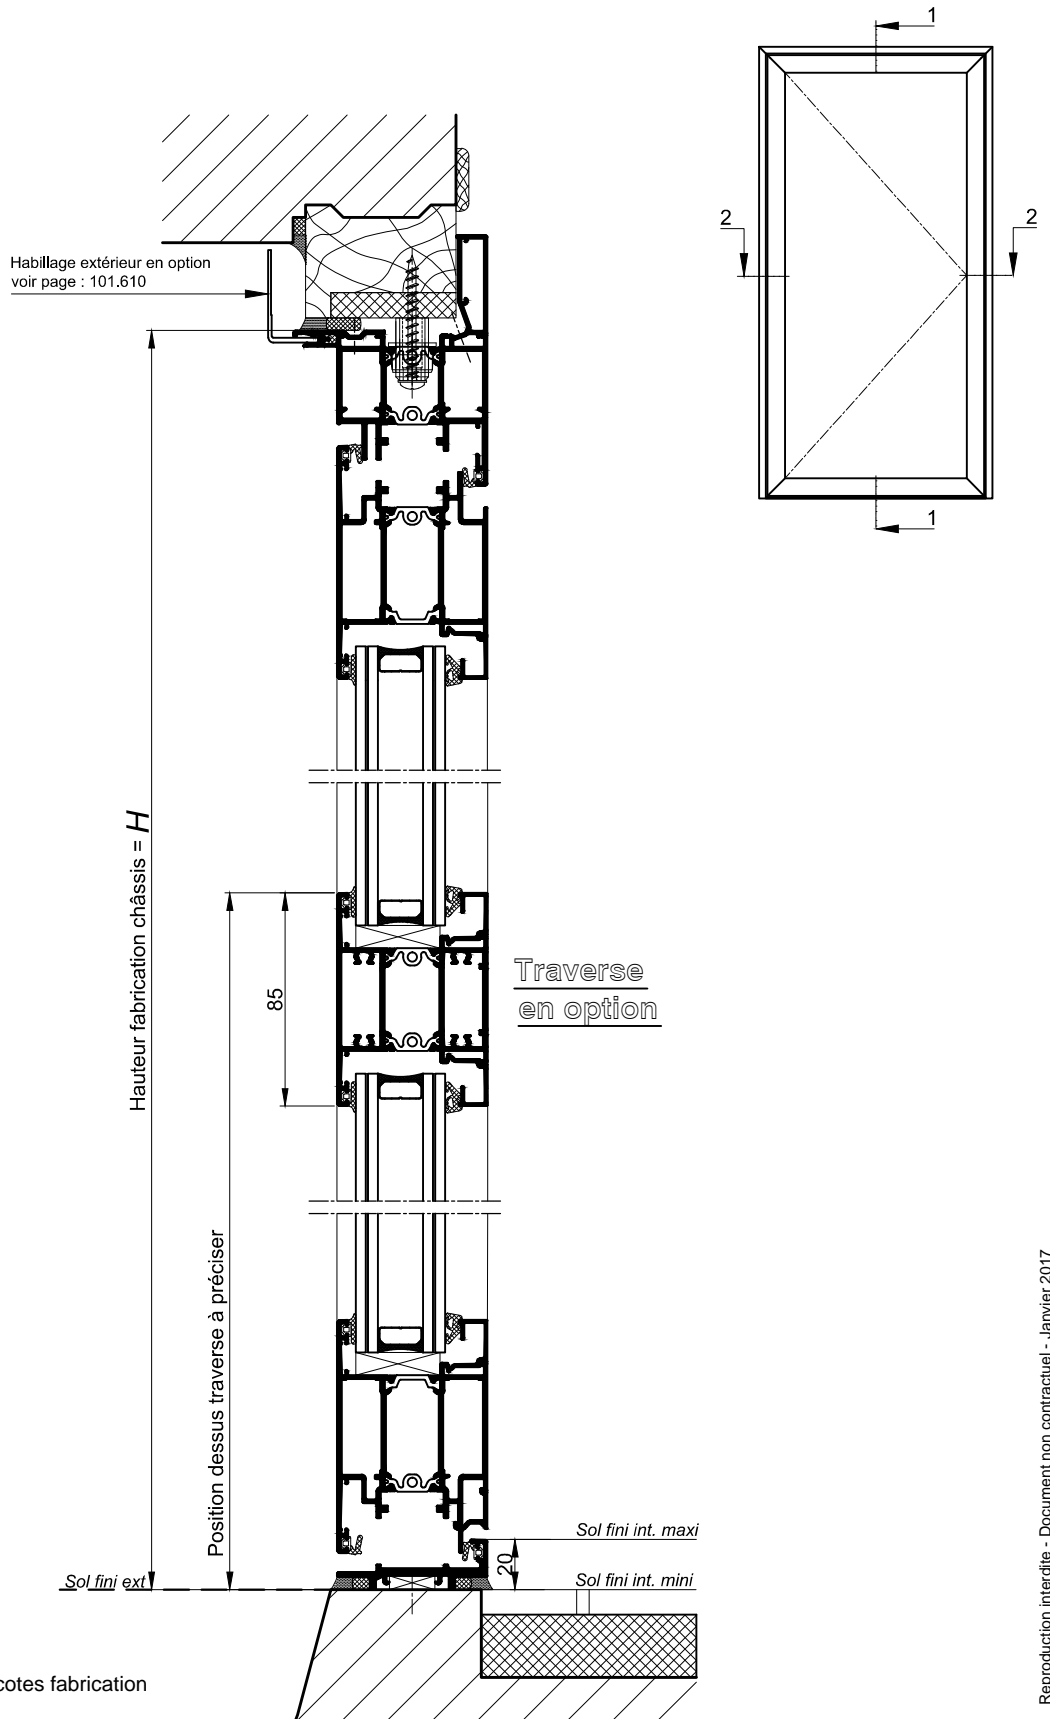 1
2
2
1
Habillage extérieur en option
voir page : 101.610
Hauteur fabrication châssis = H
85
Traverse
en option
Position dessus traverse à préciser
Sol fini int. maxi
20
Sol fini ext
Sol fini int. mini
cotes fabrication
Reproduction interdite - Document non contractuel - Janvier 2017